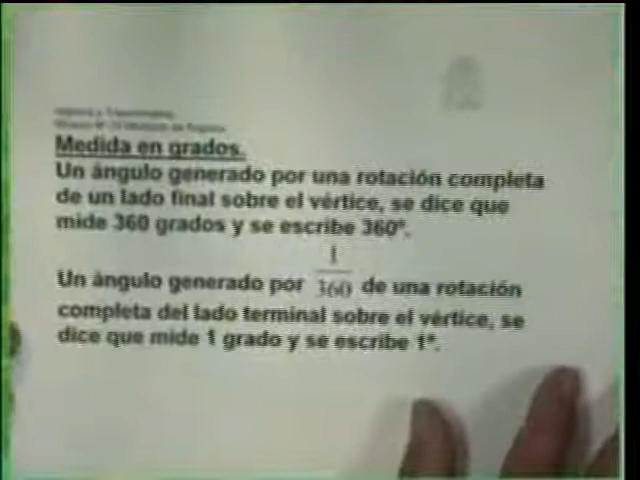 Medida en grados.
Un ángulo generado por una rotación completa
de un lado final sobre el vértice, se dice que
mide 360 grados y se escribe 360°.
Un ángulo generado por 1/360 de una rotación
completa del lado terminal sobre el vértice, se
dice que mide 1 grado y se escribe 1°.